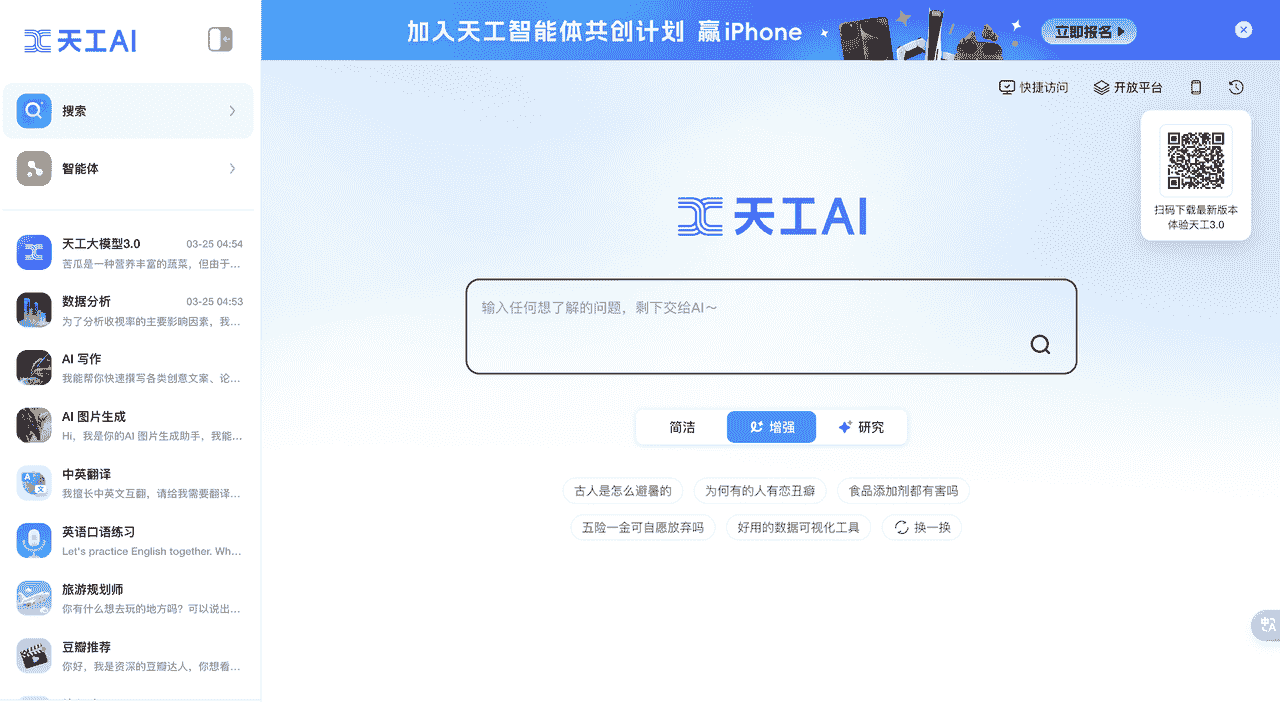 天工AI
搜索
智能体
天工大模型3.0 03-25 04:54
苦瓜是一种营养丰富的蔬菜，但由于...
数据分析 03-25 04:53
为了分析收视率的主要影响因素，我...
AI 写作
我能帮你快速撰写各类创意文案、论...
AI 图片生成
Hi，我是你的AI 图片生成助手，我能...
中英翻译
我擅长中英文互翻，请给我需要翻译...
英语口语练习
Let's practice English together. Wh...
旅游规划师
你有什么想去玩的地方吗？可以说出...
豆瓣推荐
你好，我是资深的豆瓣达人，你想看...
加入天工智能体共创计划 赢iPhone
立即报名
快捷访问 开放平台
扫码下载最新版本
体验天工3.0
天工AI
输入任何想了解的问题，剩下交给AI～
简洁 增强 研究
古人是怎么避暑的 为何有的人有恋丑癖 食品添加剂都有害吗
五险一金可自愿放弃吗 好用的数据可视化工具 换一换